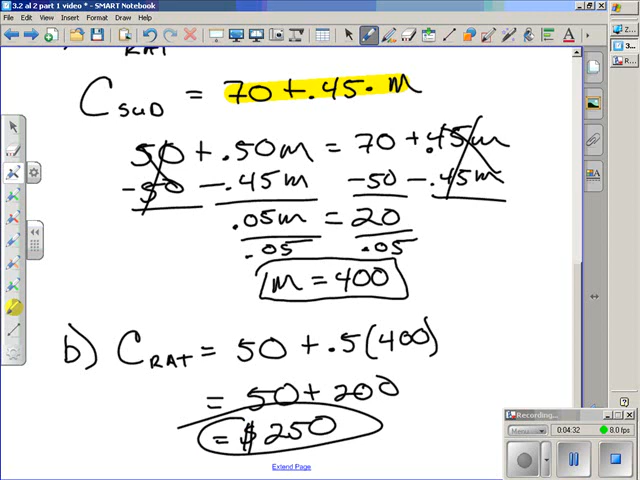 3.2 al 2 part 1 video * - SMART Notebook
File Edit View Insert Format Tools Draw Help
RAT
C SUD = 70 + .45 · m
50 + .50m = 70 + .45m
-50 - .45m -50 - .45m
.05m = 20
.05 .05
m = 400
b) C RAT = 50 + .5(400)
= 50 + 200
= $250
Extend Page
Recording...
Menu
0:04:32
8.0 fps